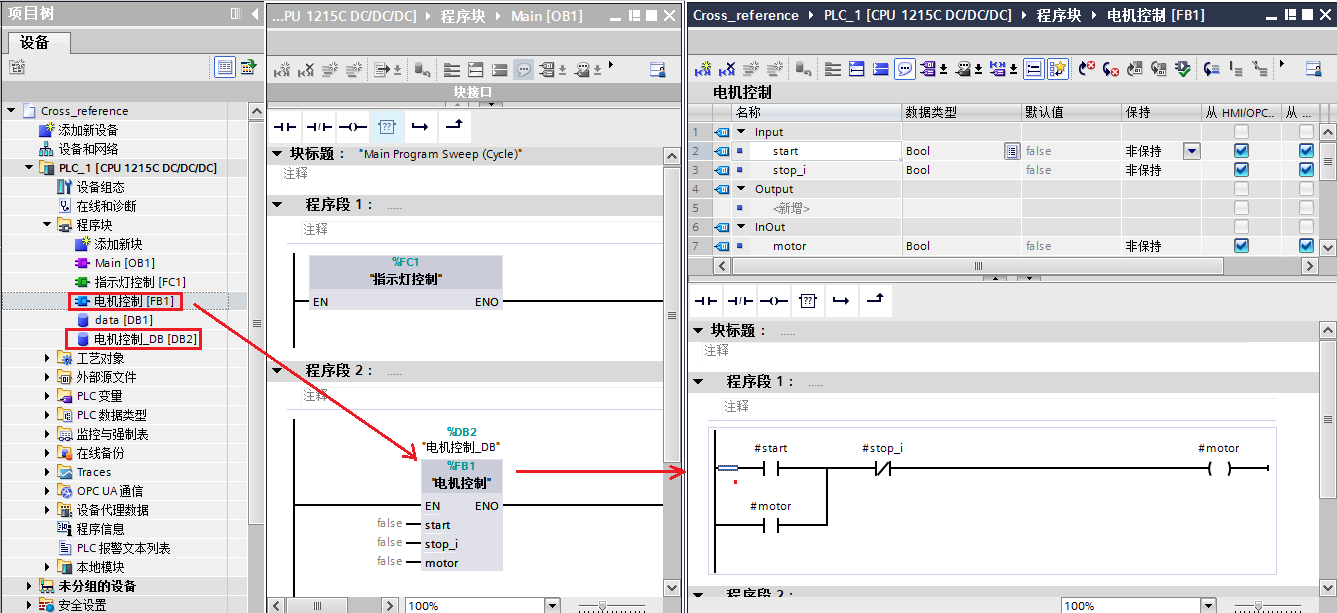 项目树
设备
Cross_reference
添加新设备
设备和网络
PLC_1 [CPU 1215C DC/DC/DC]
设备组态
在线和诊断
程序块
添加新块
Main [OB1]
指示灯控制 [FC1]
电机控制 [FB1]
data [DB1]
电机控制_DB [DB2]
工艺对象
外部源文件
PLC 变量
PLC 数据类型
监控与强制表
在线备份
Traces
OPC UA 通信
设备代理数据
程序信息
PLC 报警文本列表
本地模块
未分组的设备
安全设置
...PU 1215C DC/DC/DC] 程序块 Main [OB1]
块接口
块标题： "Main Program Sweep (Cycle)"
注释
程序段 1： .....
注释
%FC1
"指示灯控制"
EN ENO
程序段 2： .....
注释
%DB2
"电机控制_DB"
%FB1
"电机控制"
EN ENO
false start
false stop_i
false motor
100%
Cross_reference PLC_1 [CPU 1215C DC/DC/DC] 程序块 电机控制 [FB1]
电机控制
名称 数据类型 默认值 保持 从 HMI/OPC.. 从 ...
1 Input
2 start Bool false 非保持
3 stop_i Bool false 非保持
4 Output
5 <新增>
6 InOut
7 motor Bool false 非保持
块标题： .....
注释
程序段 1： .....
注释
#start #stop_i #motor
#motor
程序段 2： .....
100%